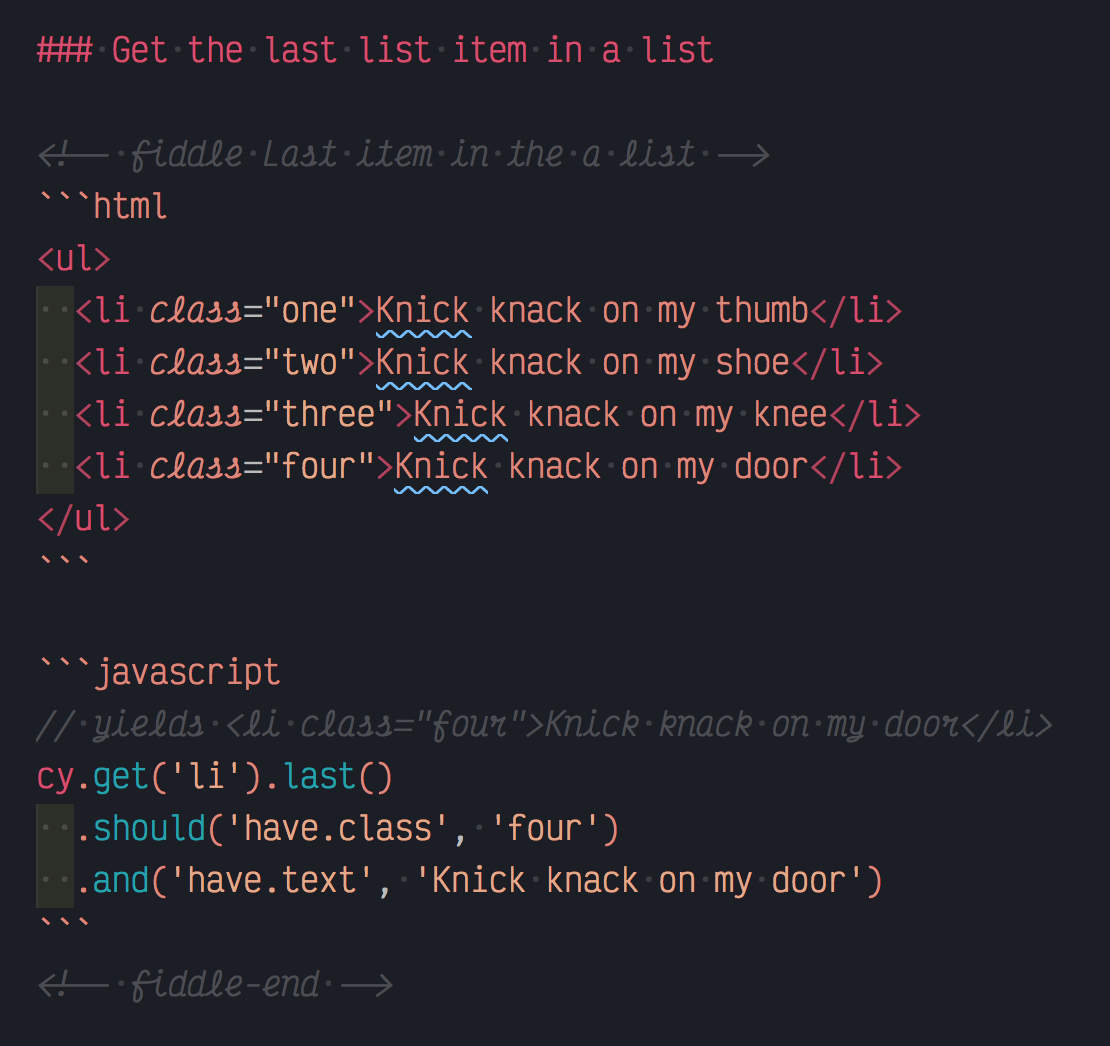 ### Get the last list item in a list
<!-- fiddle Last item in the a list -->
```html
<ul>
  <li class="one">Knick knack on my thumb</li>
  <li class="two">Knick knack on my shoe</li>
  <li class="three">Knick knack on my knee</li>
  <li class="four">Knick knack on my door</li>
</ul>
```
```javascript
// yields <li class="four">Knick knack on my door</li>
cy.get('li').last()
  .should('have.class', 'four')
  .and('have.text', 'Knick knack on my door')
```
<!-- fiddle-end -->